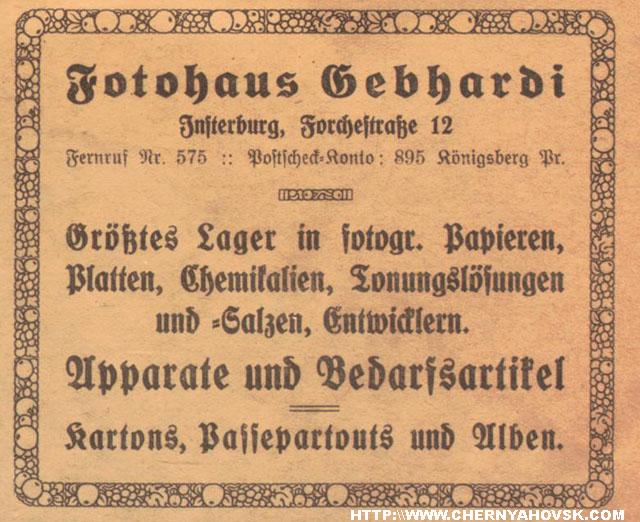 Fotohaus Gebhardi
Insterburg, Forchestraße 12
Fernruf Nr. 575 :: Postscheck-Konto: 895 Königsberg Pr.
Größtes Lager in fotogr. Papieren,
Platten, Chemikalien, Tonungslösungen
und -Salzen, Entwicklern.
Apparate und Bedarfsartikel
Kartons, Passepartouts und Alben.
HTTP:\\WWW.CHERNYAHOVSK.COM